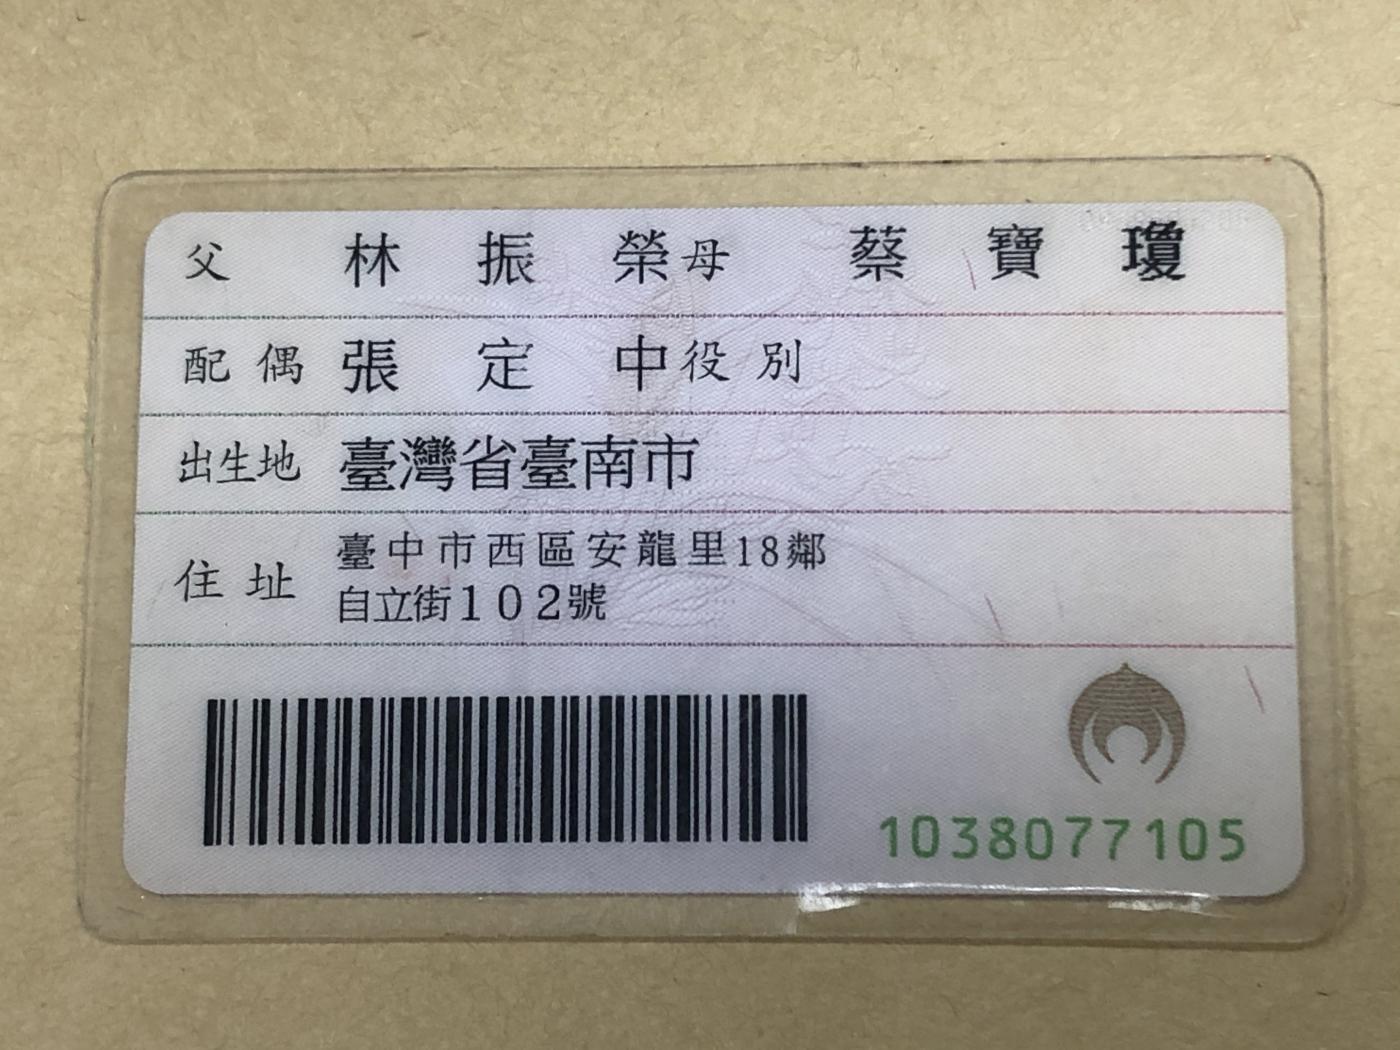 父 林振榮 母 蔡寶瓊
配偶 張定中 役別
出生地 臺灣省臺南市
住址 臺中市西區安龍里18鄰
自立街102號
1038077105